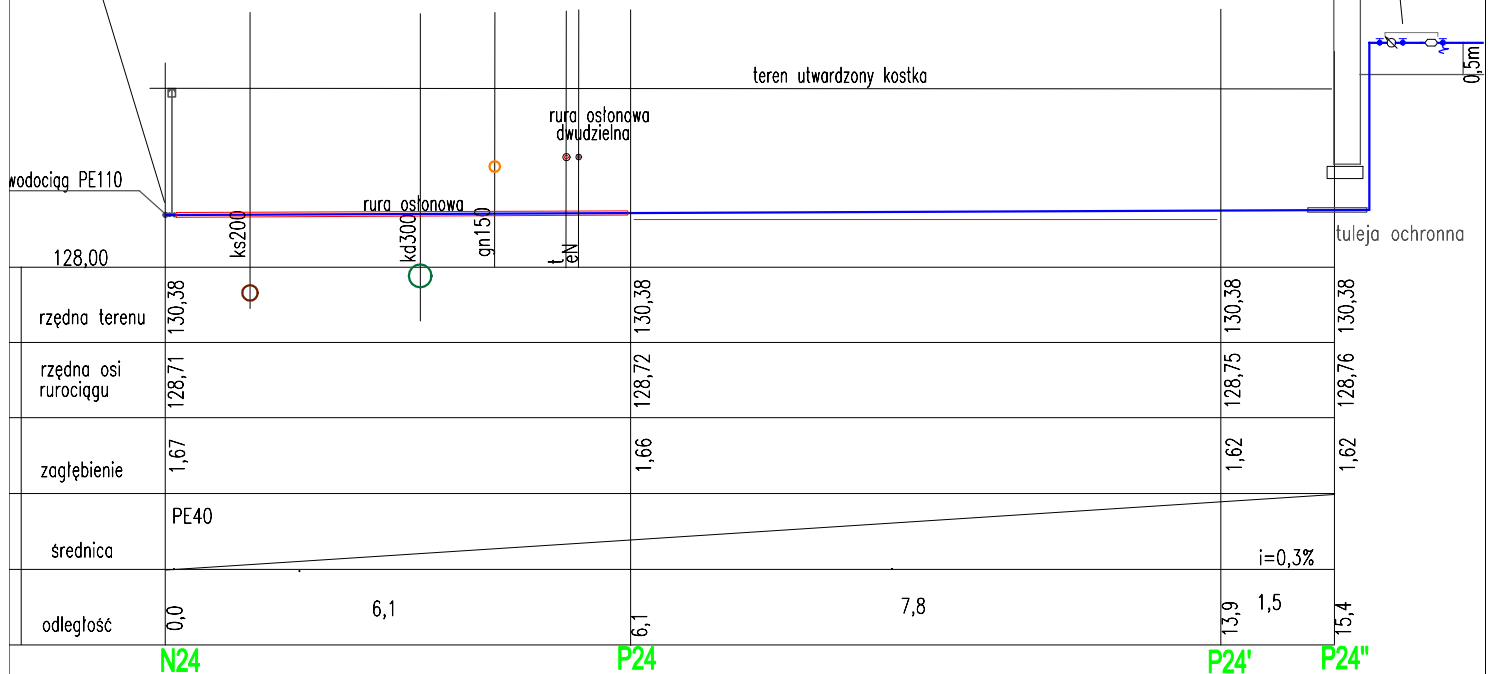 teren utwardzony kostka
0,5m
rura osłonowa
dwudzielna
wodociąg PE110
rura osłonowa
ks200
kd300
gn150
t
eN
tuleja ochronna
128,00
rzędna terenu
130,38
130,38
130,38
130,38
rzędna osi
rurociągu
128,71
128,72
128,75
128,76
zagłębienie
1,67
1,66
1,62
1,62
PE40
średnica
i=0,3%
odległość
0,0
6,1
6,1
7,8
13,9
1,5
15,4
N24
P24
P24'
P24"